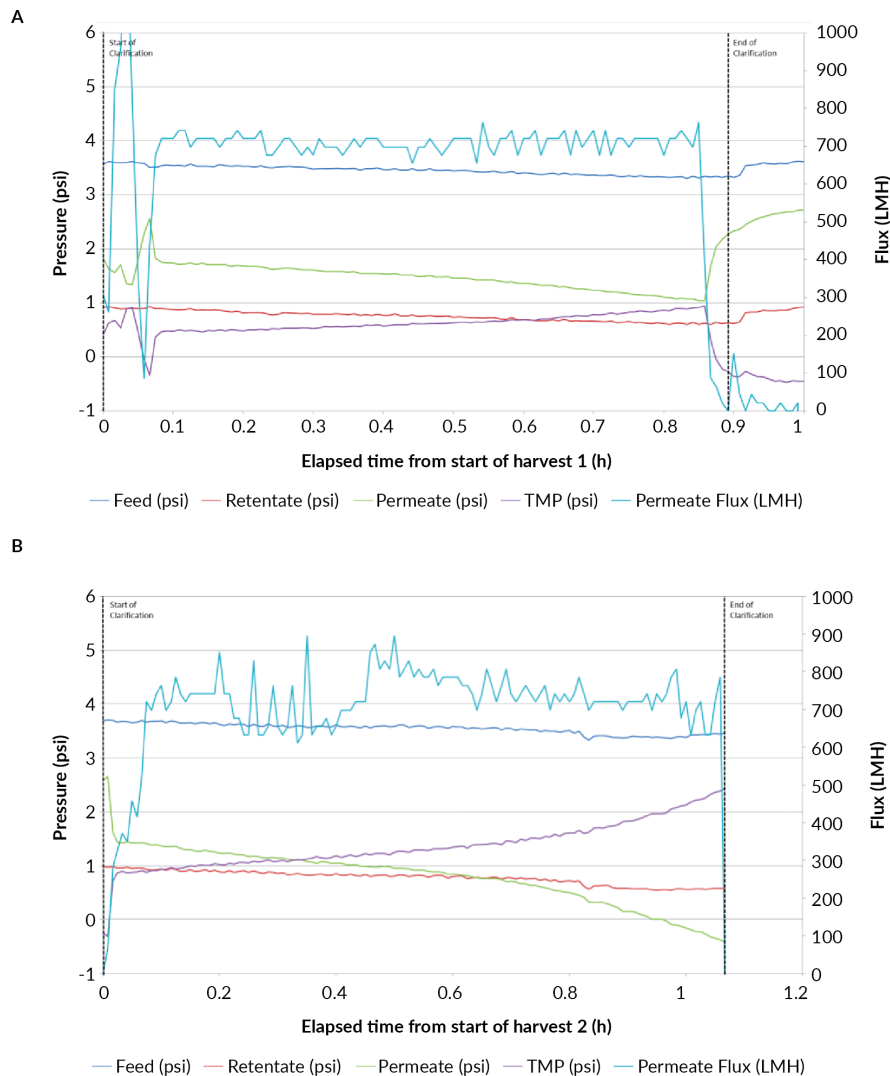 A
6
5
4
3
2
1
0
-1
Pressure (psi)
Start of
Clarification
End of
Clarification
1000
900
800
700
600
500
400
300
200
100
0
Flux (LMH)
0 0.1 0.2 0.3 0.4 0.5 0.6 0.7 0.8 0.9 1
Elapsed time from start of harvest 1 (h)
Feed (psi) Retentate (psi) Permeate (psi) TMP (psi) Permeate Flux (LMH)
B
6
5
4
3
2
1
0
-1
Pressure (psi)
Start of
Clarification
End of
Clarification
1000
900
800
700
600
500
400
300
200
100
0
Flux (LMH)
0 0.2 0.4 0.6 0.8 1 1.2
Elapsed time from start of harvest 2 (h)
Feed (psi) Retentate (psi) Permeate (psi) TMP (psi) Permeate Flux (LMH)